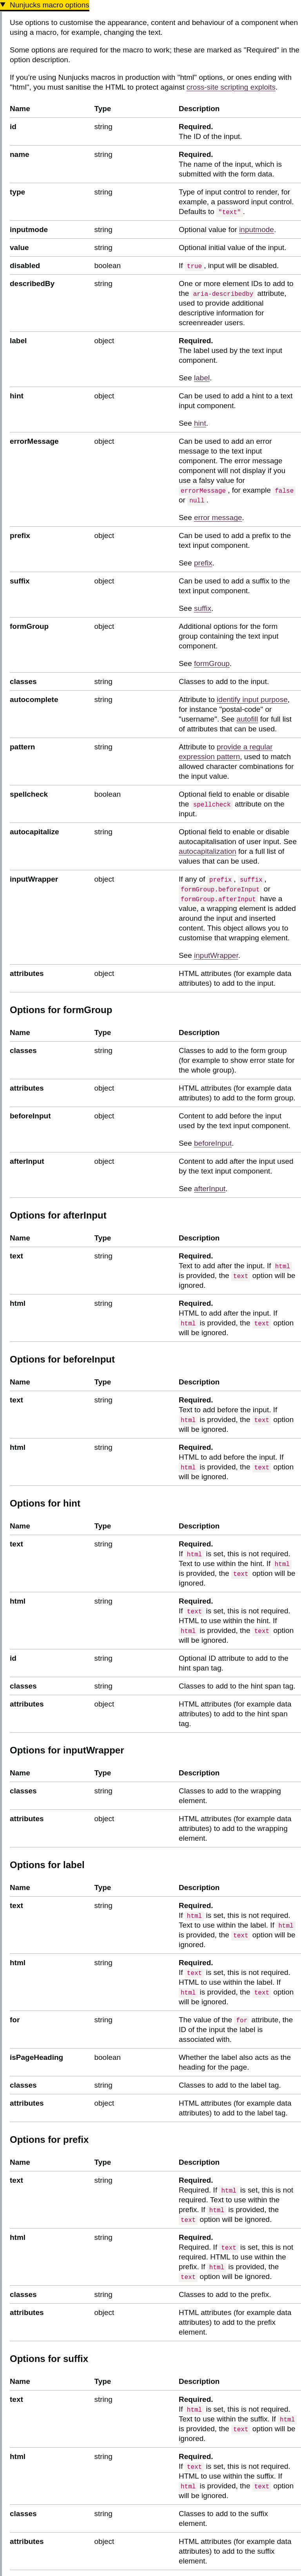 ▼ Nunjucks macro options
Use options to customise the appearance, content and behaviour of a component when
using a macro, for example, changing the text.
Some options are required for the macro to work; these are marked as "Required" in the
option description.
If you're using Nunjucks macros in production with "html" options, or ones ending with
"html", you must sanitise the HTML to protect against cross-site scripting exploits.
Name Type Description
id string Required.
The ID of the input.
name string Required.
The name of the input, which is
submitted with the form data.
type string Type of input control to render, for
example, a password input control.
Defaults to "text".
inputmode string Optional value for inputmode.
value string Optional initial value of the input.
disabled boolean If true, input will be disabled.
describedBy string One or more element IDs to add to
the aria-describedby attribute,
used to provide additional
descriptive information for
screenreader users.
label object Required.
The label used by the text input
component.
See label.
hint object Can be used to add a hint to a text
input component.
See hint.
errorMessage object Can be used to add an error
message to the text input
component. The error message
component will not display if you
use a falsy value for
errorMessage, for example false
or null.
See error message.
prefix object Can be used to add a prefix to the
text input component.
See prefix.
suffix object Can be used to add a suffix to the
text input component.
See suffix.
formGroup object Additional options for the form
group containing the text input
component.
See formGroup.
classes string Classes to add to the input.
autocomplete string Attribute to identify input purpose,
for instance "postal-code" or
"username". See autofill for full list
of attributes that can be used.
pattern string Attribute to provide a regular
expression pattern, used to match
allowed character combinations for
the input value.
spellcheck boolean Optional field to enable or disable
the spellcheck attribute on the
input.
autocapitalize string Optional field to enable or disable
autocapitalisation of user input. See
autocapitalization for a full list of
values that can be used.
inputWrapper object If any of prefix, suffix,
formGroup.beforeInput or
formGroup.afterInput have a
value, a wrapping element is added
around the input and inserted
content. This object allows you to
customise that wrapping element.
See inputWrapper.
attributes object HTML attributes (for example data
attributes) to add to the input.
Options for formGroup
Name Type Description
classes string Classes to add to the form group
(for example to show error state for
the whole group).
attributes object HTML attributes (for example data
attributes) to add to the form group.
beforeInput object Content to add before the input
used by the text input component.
See beforeInput.
afterInput object Content to add after the input used
by the text input component.
See afterInput.
Options for afterInput
Name Type Description
text string Required.
Text to add after the input. If html
is provided, the text option will be
ignored.
html string Required.
HTML to add after the input. If
html is provided, the text option
will be ignored.
Options for beforeInput
Name Type Description
text string Required.
Text to add before the input. If
html is provided, the text option
will be ignored.
html string Required.
HTML to add before the input. If
html is provided, the text option
will be ignored.
Options for hint
Name Type Description
text string Required.
If html is set, this is not required.
Text to use within the hint. If html
is provided, the text option will be
ignored.
html string Required.
If text is set, this is not required.
HTML to use within the hint. If
html is provided, the text option
will be ignored.
id string Optional ID attribute to add to the
hint span tag.
classes string Classes to add to the hint span tag.
attributes object HTML attributes (for example data
attributes) to add to the hint span
tag.
Options for inputWrapper
Name Type Description
classes string Classes to add to the wrapping
element.
attributes object HTML attributes (for example data
attributes) to add to the wrapping
element.
Options for label
Name Type Description
text string Required.
If html is set, this is not required.
Text to use within the label. If html
is provided, the text option will be
ignored.
html string Required.
If text is set, this is not required.
HTML to use within the label. If
html is provided, the text option
will be ignored.
for string The value of the for attribute, the
ID of the input the label is
associated with.
isPageHeading boolean Whether the label also acts as the
heading for the page.
classes string Classes to add to the label tag.
attributes object HTML attributes (for example data
attributes) to add to the label tag.
Options for prefix
Name Type Description
text string Required.
Required. If html is set, this is not
required. Text to use within the
prefix. If html is provided, the
text option will be ignored.
html string Required.
Required. If text is set, this is not
required. HTML to use within the
prefix. If html is provided, the
text option will be ignored.
classes string Classes to add to the prefix.
attributes object HTML attributes (for example data
attributes) to add to the prefix
element.
Options for suffix
Name Type Description
text string Required.
If html is set, this is not required.
Text to use within the suffix. If html
is provided, the text option will be
ignored.
html string Required.
If text is set, this is not required.
HTML to use within the suffix. If
html is provided, the text option
will be ignored.
classes string Classes to add to the suffix
element.
attributes object HTML attributes (for example data
attributes) to add to the suffix
element.